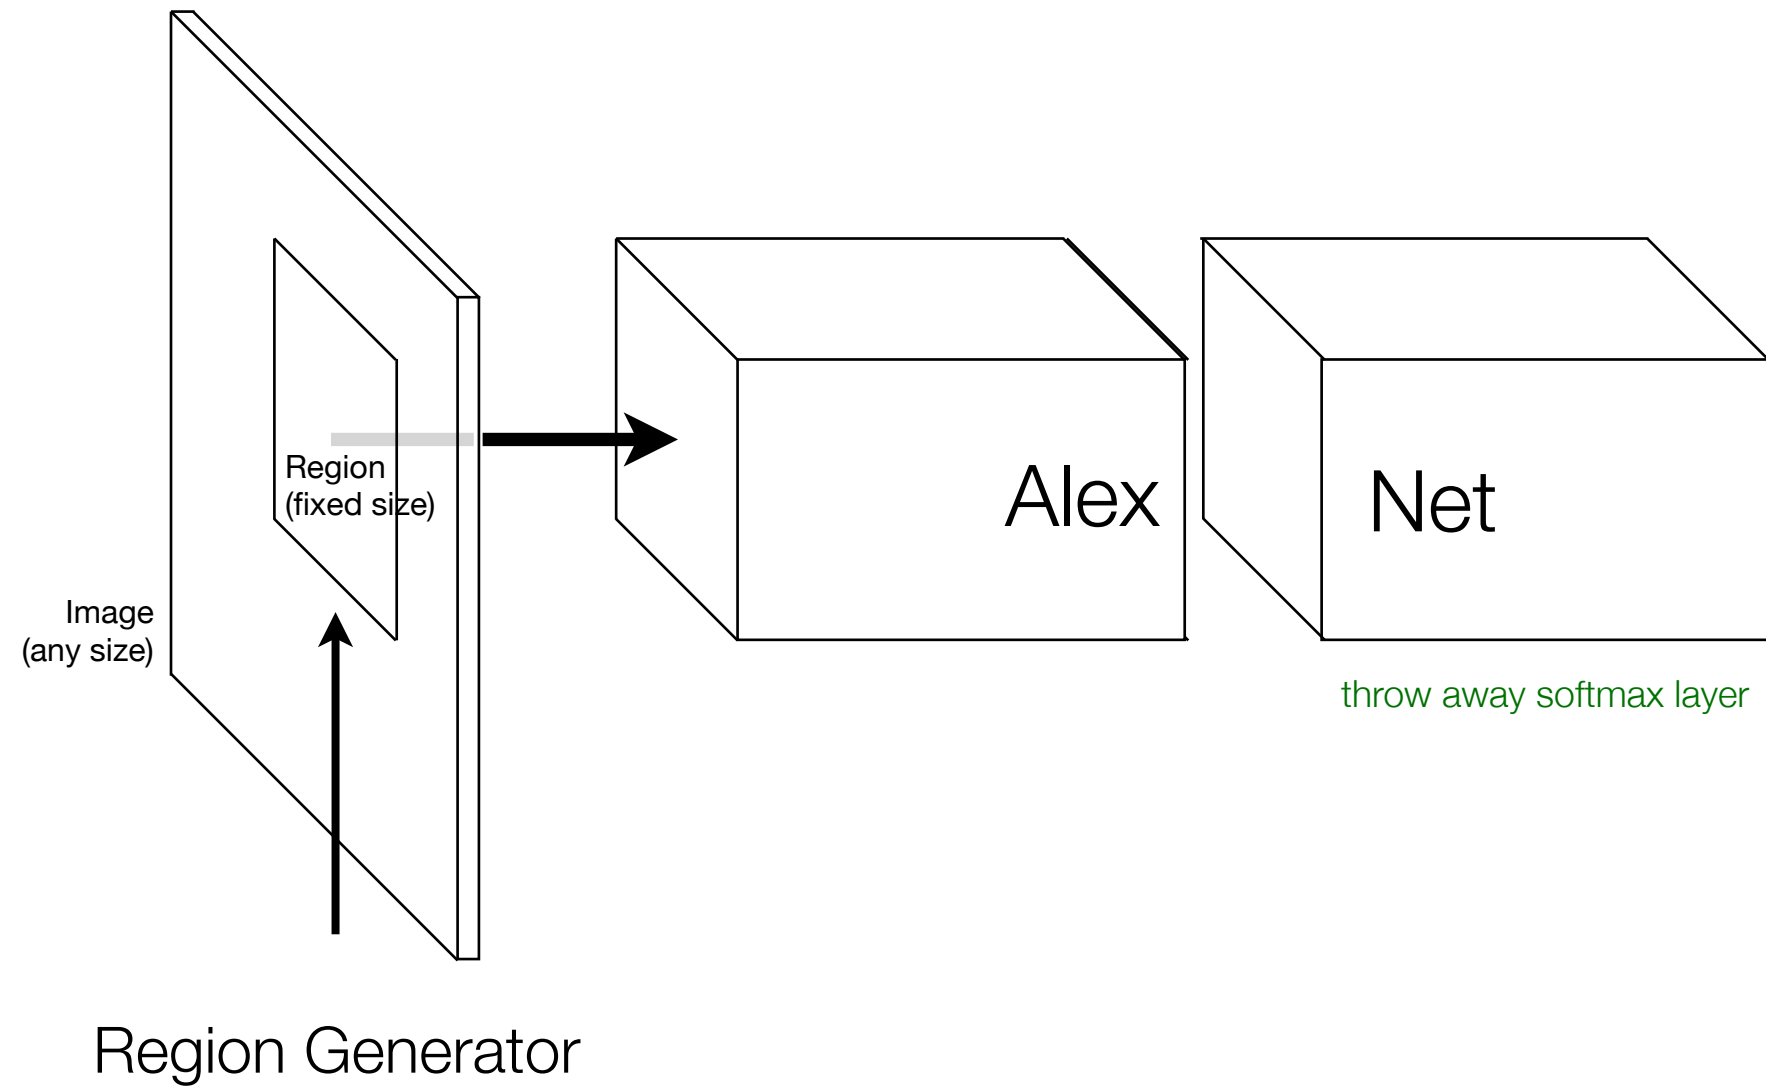 Region
(fixed size)
Image
(any size)
Alex
Net
throw away softmax layer
Region Generator